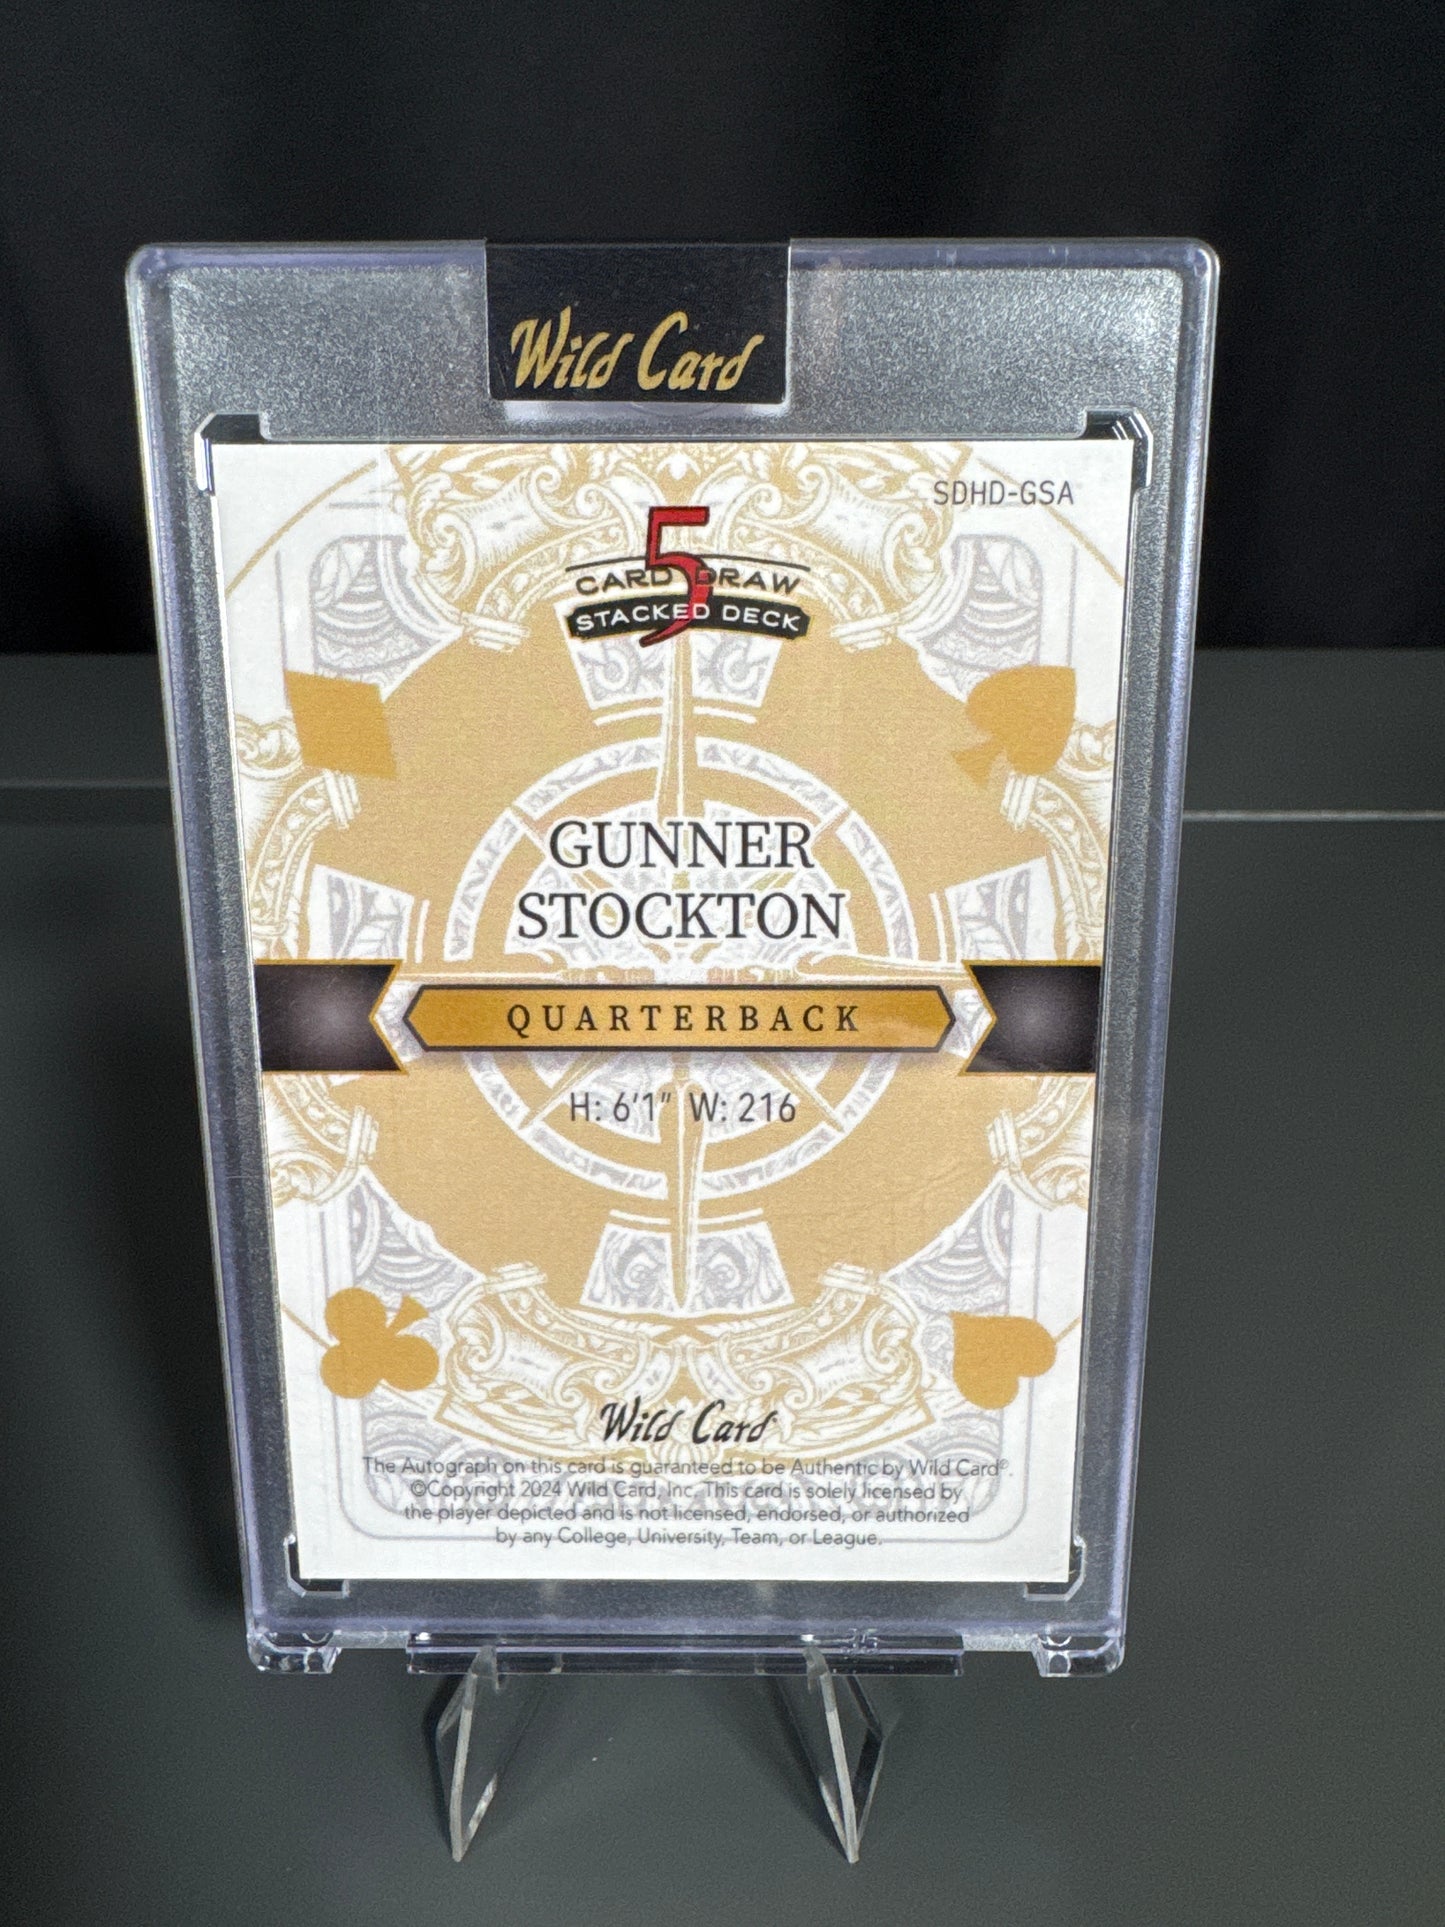 Wild Card
SDHD-GSA
5
CARD DRAW
STACKED DECK
GUNNER
STOCKTON
QUARTERBACK
H: 6'1" W: 216
Wild Card
The Autograph on this card is guaranteed to be Authentic by Wild Card®.
©Copyright 2024 Wild Card, Inc. This card is solely licensed by
the player depicted and is not licensed, endorsed, or authorized
by any College, University, Team, or League.